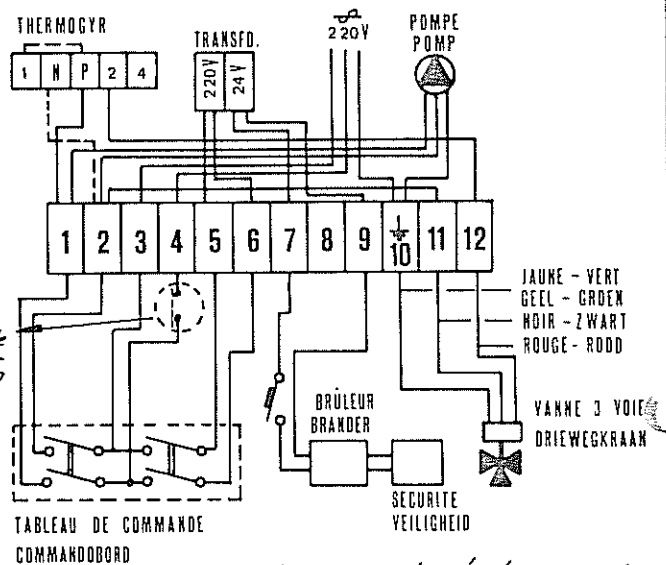 THERMOGYR
1 N P 2 4
TRANSFO.
220V
24V
220V
POMPE
POMP
1 2 3 4 5 6 7 8 9 10 11 12
JAUNE - VERT
GEEL - GROEN
NOIR - ZWART
ROUGE - ROOD
BRÛLEUR
BRANDER
SECURITE
VEILIGHEID
VANNE 3 VOIE
DRIEWEGKRAAN
TABLEAU DE COMMANDE
COMMANDOBORD